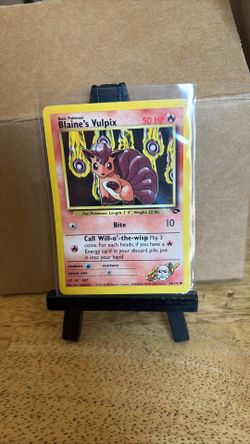 Basic Pokémon
Blaine's Vulpix
50 HP
Fox Pokémon. Length: 2' 0", Weight: 22 lbs.
Bite 10
Call Will-o'-the-wisp Flip 3
coins. For each heads, if you have a
Energy card in your discard pile, put
it into your hand.
weakness
resistance